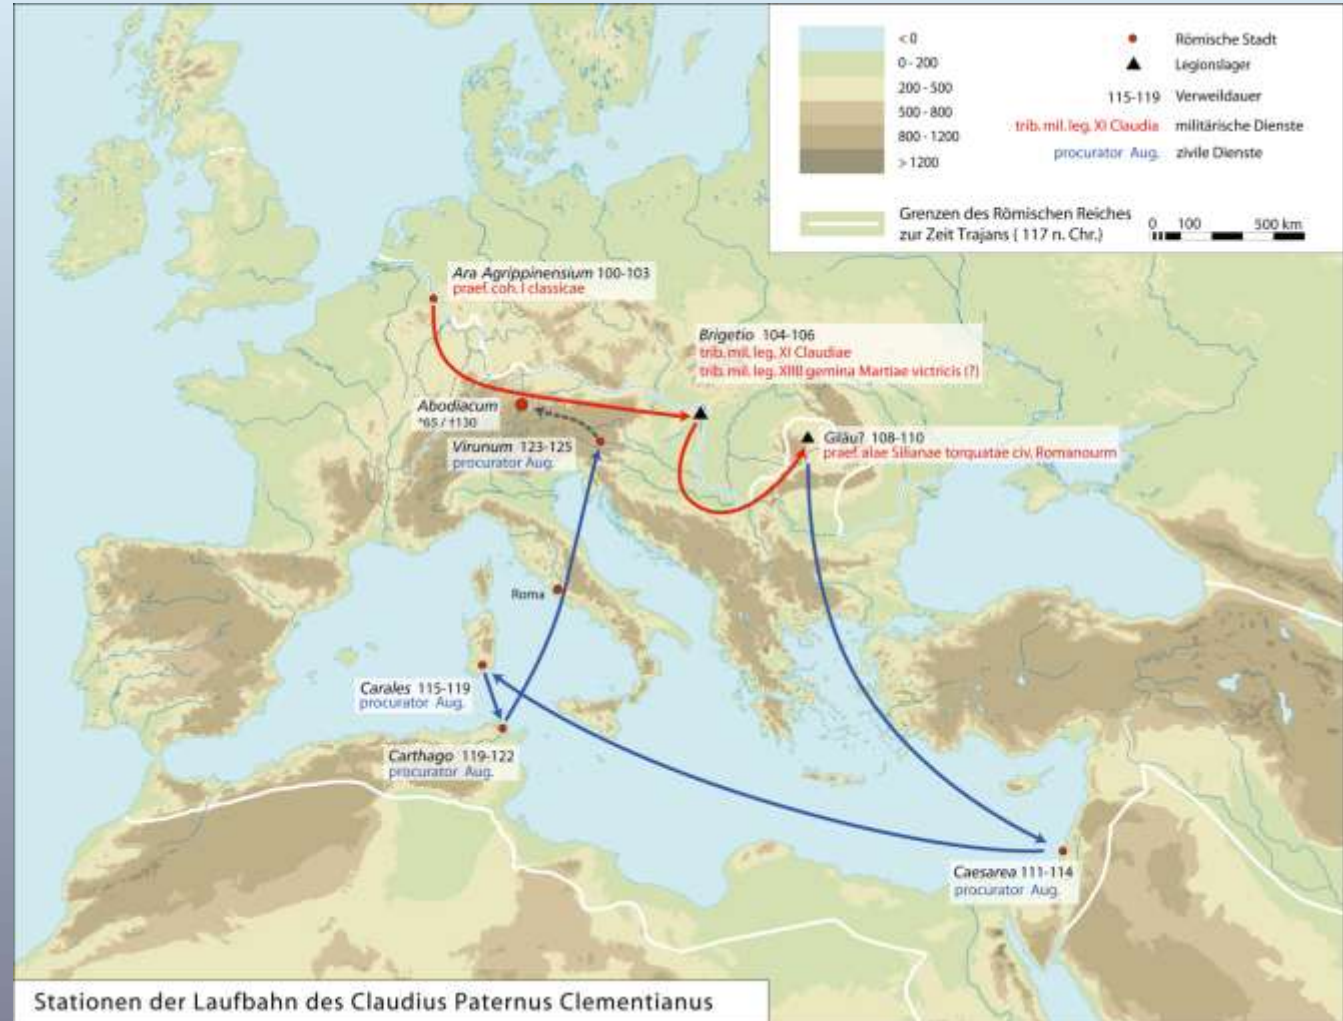 < 0
0 - 200
200 - 500
500 - 800
800 - 1200
> 1200
Römische Stadt
Legionslager
115-119 Verweildauer
trib. mil. leg. XI Claudia militärische Dienste
procurator Aug. zivile Dienste
Grenzen des Römischen Reiches
zur Zeit Trajans ( 117 n. Chr.)
0 100 500 km
Ara Agrippinensium 100-103
praef. coh. I classicae
Brigetio 104-106
trib. mil. leg. XI Claudiae
trib. mil. leg. XIIII gemina Martiae victricis (?)
Abodiacum
*65 / †130
Virunum 123-125
procurator Aug.
Gilău? 108-110
praef. alae Silianae torquatae civ. Romanourm
Roma
Carales 115-119
procurator Aug.
Carthago 119-122
procurator Aug.
Caesarea 111-114
procurator Aug.
Stationen der Laufbahn des Claudius Paternus Clementianus